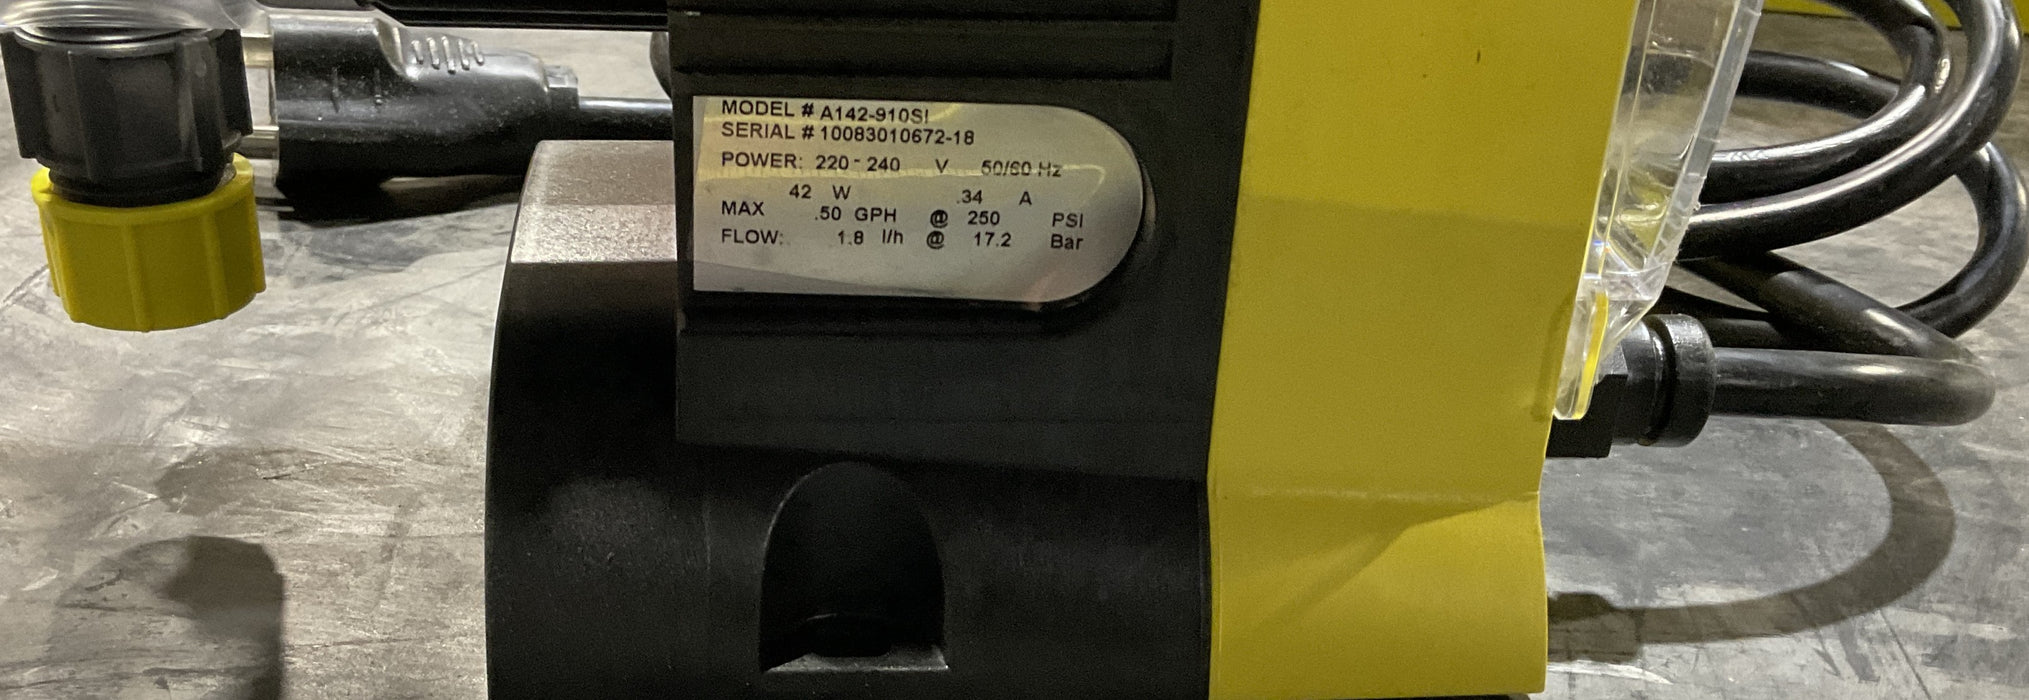 MODEL # A142-910SI
SERIAL # 10083010672-18
POWER: 220 - 240 V 50/60 Hz
42 W .34 A
MAX .50 GPH @ 250 PSI
FLOW: 1.8 l/h @ 17.2 Bar